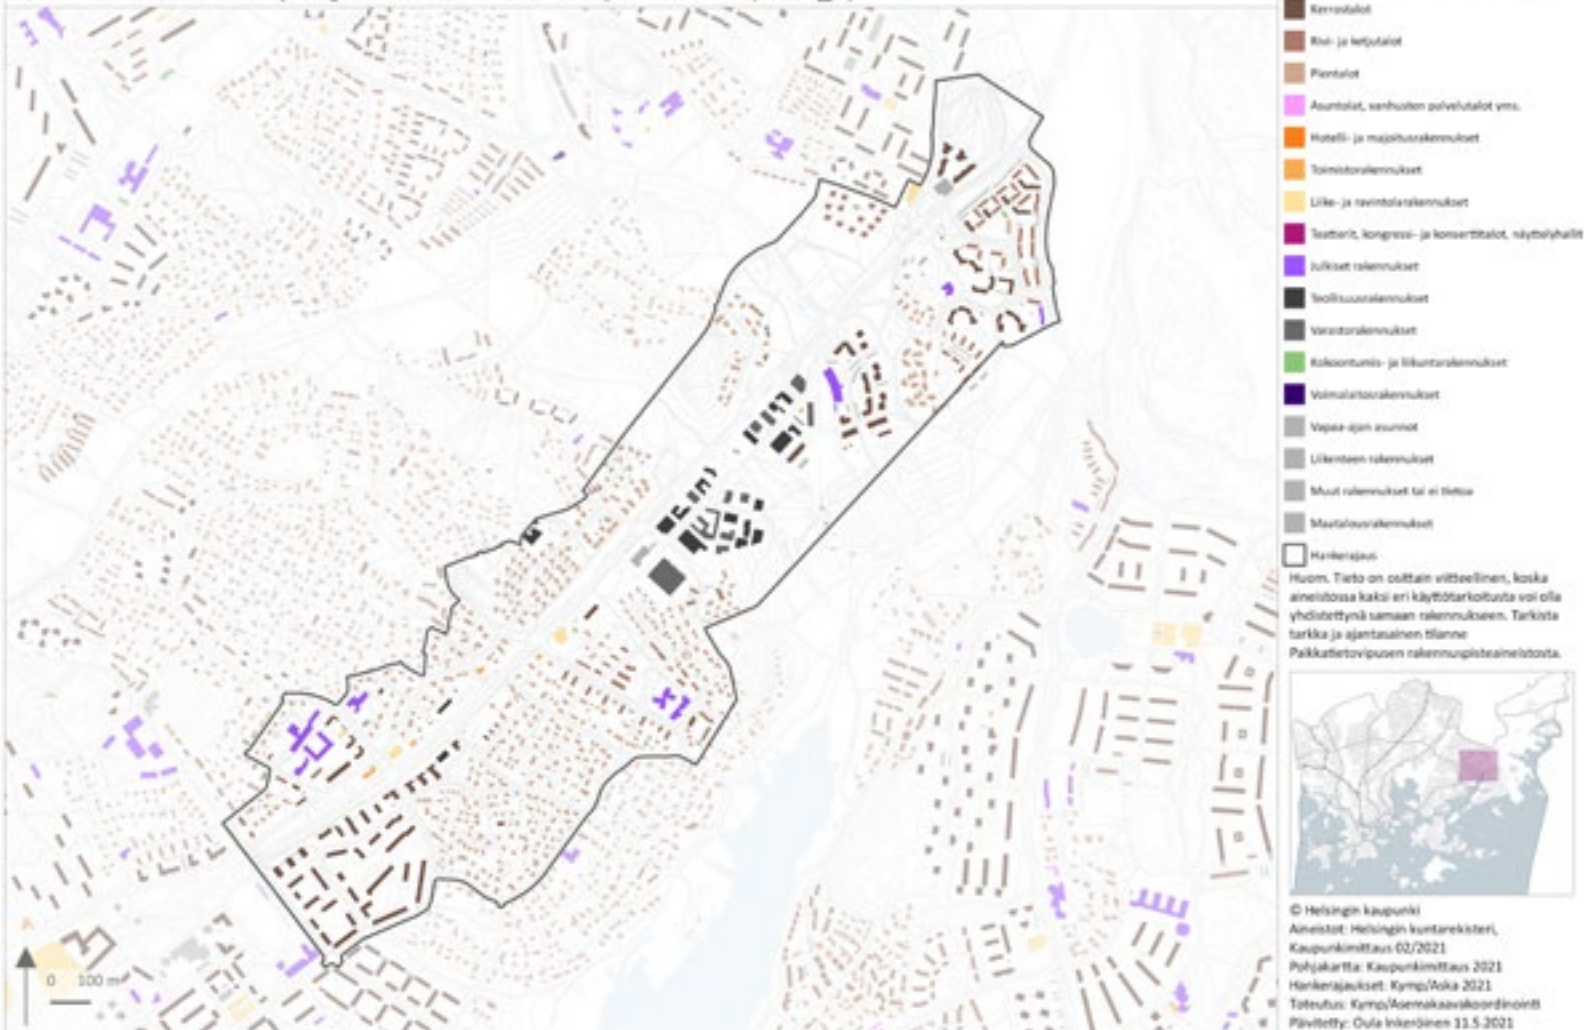 Kerrostalot
Rivi- ja ketjutalot
Pientalot
Asuntolat, vanhusten palvelutalot yms.
Hotelli- ja majoitusrakennukset
Toimistorakennukset
Liike- ja ravintolarakennukset
Teatterit, kongressi- ja konserttitalot, näyttelyhallit
Julkiset rakennukset
Teollisuusrakennukset
Varastorakennukset
Kokoontumis- ja liikuntarakennukset
Voimalaitosrakennukset
Vapaa-ajan asunnot
Liikenteen rakennukset
Muut rakennukset tai ei tietoa
Maatalousrakennukset
Hankerajaus
Huom. Tieto on osittain viitteellinen, koska
aineistossa kaksi eri käyttötarkoitusta voi olla
yhdistettynä samaan rakennukseen. Tarkista
tarkka ja ajantasainen tilanne
Paikkatietovipusen rakennuspisteaineistosta.
© Helsingin kaupunki
Aineistot: Helsingin kuntarekisteri,
Kaupunkimittaus 02/2021
Pohjakartta: Kaupunkimittaus 2021
Hankerajaukset: Kymp/Aska 2021
Toteutus: Kymp/Asemakaavakoordinointi
Päivitetty: Oula Inkeröinen 11.5.2021
0 100 m